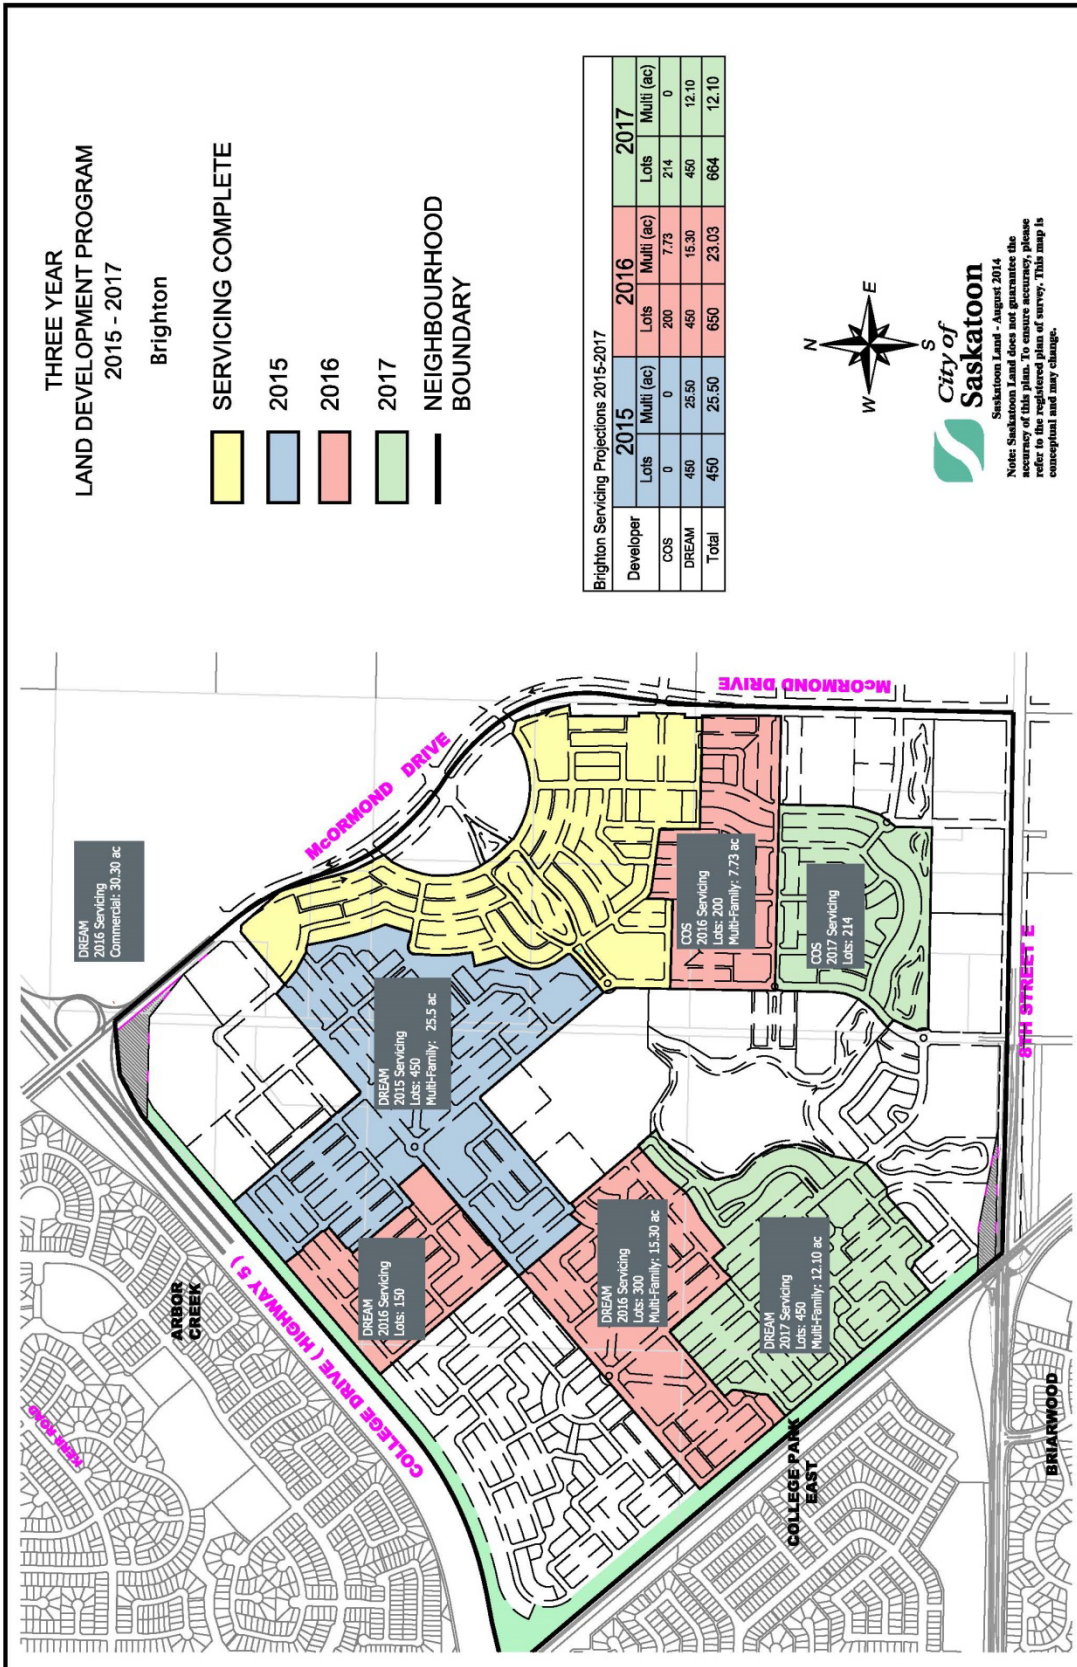 THREE YEAR
LAND DEVELOPMENT PROGRAM
2015 - 2017
Brighton
SERVICING COMPLETE
2015
2016
2017
NEIGHBOURHOOD
BOUNDARY
Brighton Servicing Projections 2015-2017
Developer 2015 2016 2017
Lots Multi (ac) Lots Multi (ac) Lots Multi (ac)
COS 0 0 200 7.73 214 0
DREAM 450 25.50 450 15.30 450 12.10
Total 450 25.50 650 23.03 664 12.10
N
W
E
S
City of
Saskatoon
Saskatoon Land - August 2014
Note: Saskatoon Land does not guarantee the
accuracy of this plan. To ensure accuracy, please
refer to the registered plan of survey. This map is
conceptual and may change.
DREAM
2016 Servicing
Commercial: 30.30 ac
McORMOND DRIVE
McORMOND DRIVE
DREAM
2015 Servicing
Lots: 450
Multi-Family: 25.5 ac
COS
2016 Servicing
Lots: 200
Multi-Family: 7.73 ac
COS
2017 Servicing
Lots: 214
8TH STREET E
DREAM
2016 Servicing
Lots: 150
DREAM
2016 Servicing
Lots: 300
Multi-Family: 15.30 ac
DREAM
2017 Servicing
Lots: 450
Multi-Family: 12.10 ac
ARBOR
CREEK
KERR ROAD
COLLEGE DRIVE ( HIGHWAY 5 )
COLLEGE PARK
EAST
BRIARWOOD